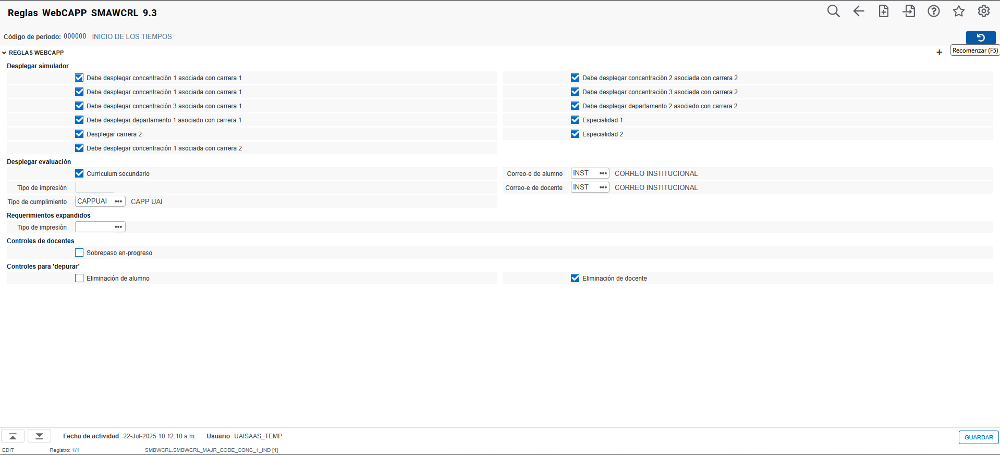 Reglas WebCAPP SMAWCRL 9.3
Código de periodo: 000000 INICIO DE LOS TIEMPOS
REGLAS WEBCAPP
Recomenzar (F5)
Desplegar simulador
Debe desplegar concentración 1 asociada con carrera 1
Debe desplegar concentración 2 asociada con carrera 2
Debe desplegar concentración 1 asociada con carrera 1
Debe desplegar concentración 3 asociada con carrera 2
Debe desplegar concentración 3 asociada con carrera 1
Debe desplegar departamento 2 asociado con carrera 2
Debe desplegar departamento 1 asociado con carrera 1
Especialidad 1
Desplegar carrera 2
Especialidad 2
Debe desplegar concentración 1 asociada con carrera 2
Desplegar evaluación
Currículum secundario
Correo-e de alumno INST ••• CORREO INSTITUCIONAL
Tipo de impresión
Correo-e de docente INST ••• CORREO INSTITUCIONAL
Tipo de cumplimiento CAPPUAI ••• CAPP UAI
Requerimientos expandidos
Tipo de impresión •••
Controles de docentes
Sobrepaso en-progreso
Controles para 'depurar'
Eliminación de alumno
Eliminación de docente
Fecha de actividad 22-Jul-2025 10:12:10 a.m. Usuario UAISAAS_TEMP
GUARDAR
EDIT Registro: 1/1 SMBWCRL.SMBWCRL_MAJR_CODE_CONC_1_IND [1]